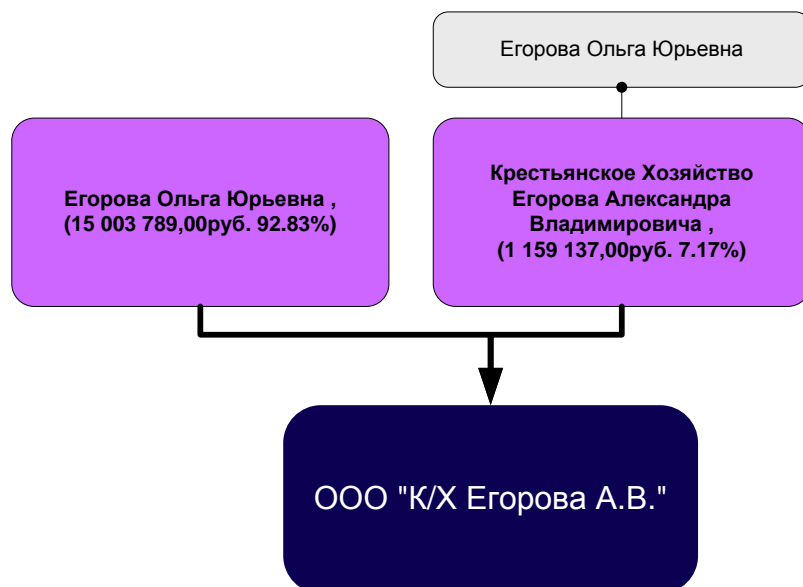 Егорова Ольга Юрьевна
Егорова Ольга Юрьевна ,
(15 003 789,00руб. 92.83%)
Крестьянское Хозяйство
Егорова Александра
Владимировича ,
(1 159 137,00руб. 7.17%)
ООО "К/Х Егорова А.В."